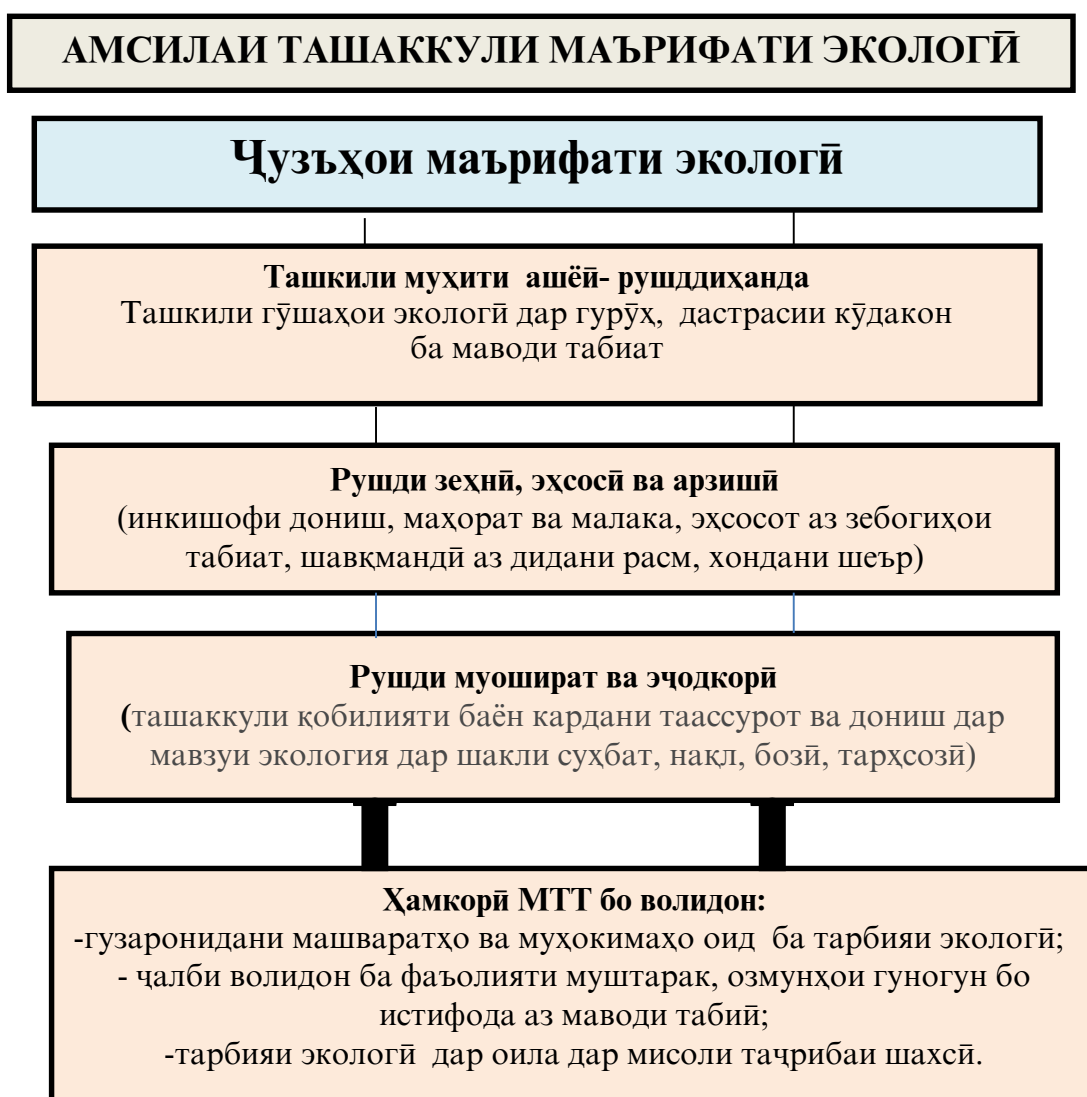 АМСИЛАИ ТАШАККУЛИ МАЪРИФАТИ ЭКОЛОГӢ
Ҷузъҳои маърифати экологӣ
Ташкили муҳити ашёӣ- рушддиҳанда
Ташкили гӯшаҳои экологӣ дар гурӯҳ, дастрасии кӯдакон
ба маводи табиат
Рушди зеҳнӣ, эҳсосӣ ва арзишӣ
(инкишофи дониш, маҳорат ва малака, эҳсосот аз зебогиҳои
табиат, шавқмандӣ аз дидани расм, хондани шеър)
Рушди муошират ва эҷодкорӣ
(ташаккули қобилияти баён кардани таассурот ва дониш дар
мавзуи экология дар шакли суҳбат, нақл, бозӣ, тарҳсозӣ)
Ҳамкорӣ МТТ бо волидон:
-гузаронидани машваратҳо ва муҳокимаҳо оид ба тарбияи экологӣ;
- ҷалби волидон ба фаъолияти муштарак, озмунҳои гуногун бо
истифода аз маводи табиӣ;
-тарбияи экологӣ дар оила дар мисоли таҷрибаи шахсӣ.